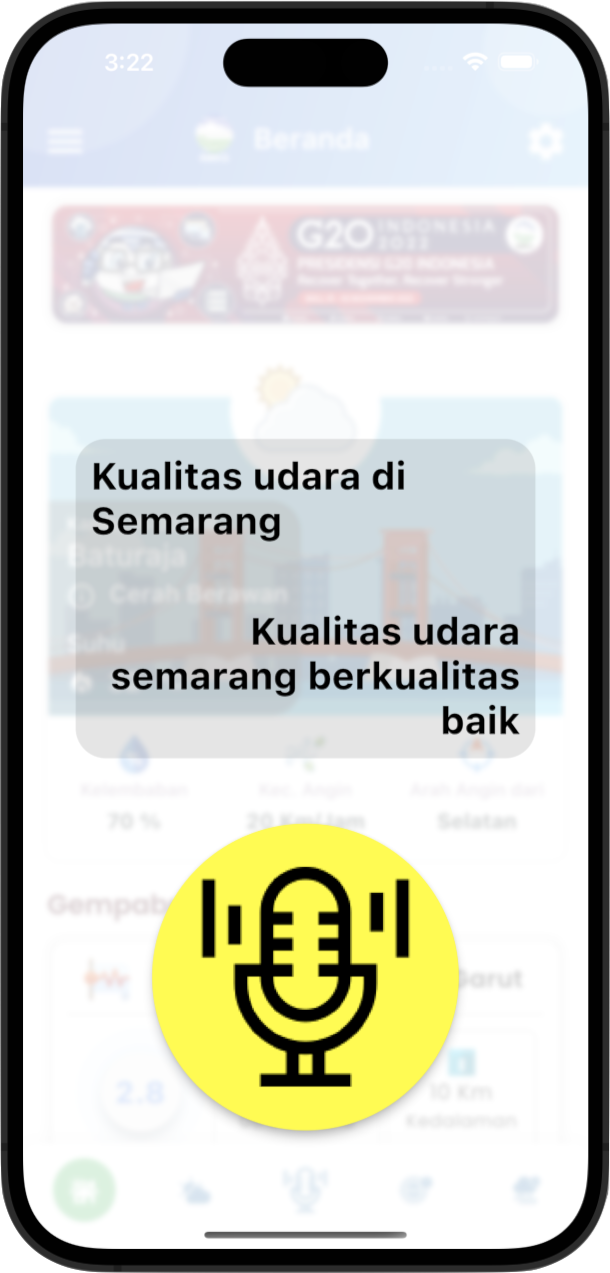 3:22
Beranda
G20 INDONESIA
2022
PRESIDENSI G20 INDONESIA
Recover Together, Recover Stronger
Kualitas udara di
Semarang
Baturaja
Cerah Berawan
Suhu
Kualitas udara
semarang berkualitas
baik
Kelembaban
Kec. Angin
Arah Angin dari
70 %
20 Km/Jam
Selatan
Gempab
Garut
2.8
10 Km
Kedalaman